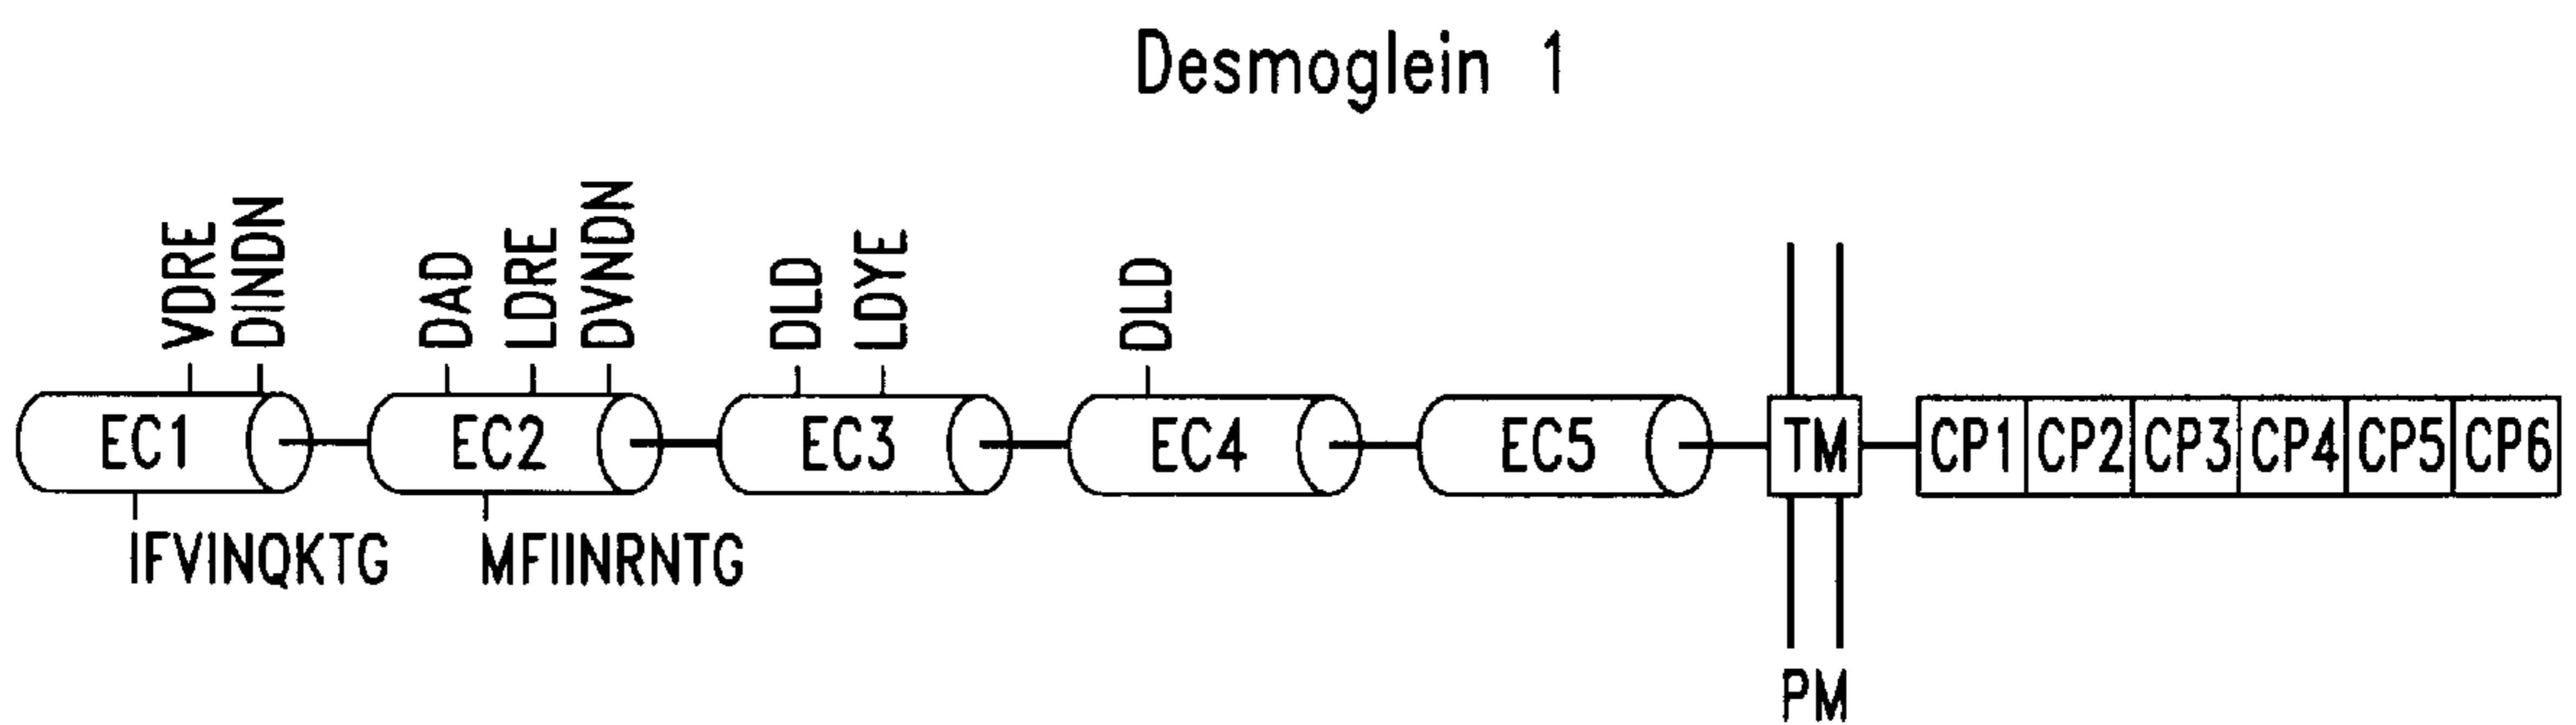 Desmoglein 1
VDRE
DINDN
DAD
LDRE
DVNDN
DLD
LDYE
DLD
EC1
EC2
EC3
EC4
EC5
TM
CP1 CP2 CP3 CP4 CP5 CP6
IFVINQKTG
MFIINRNTG
PM